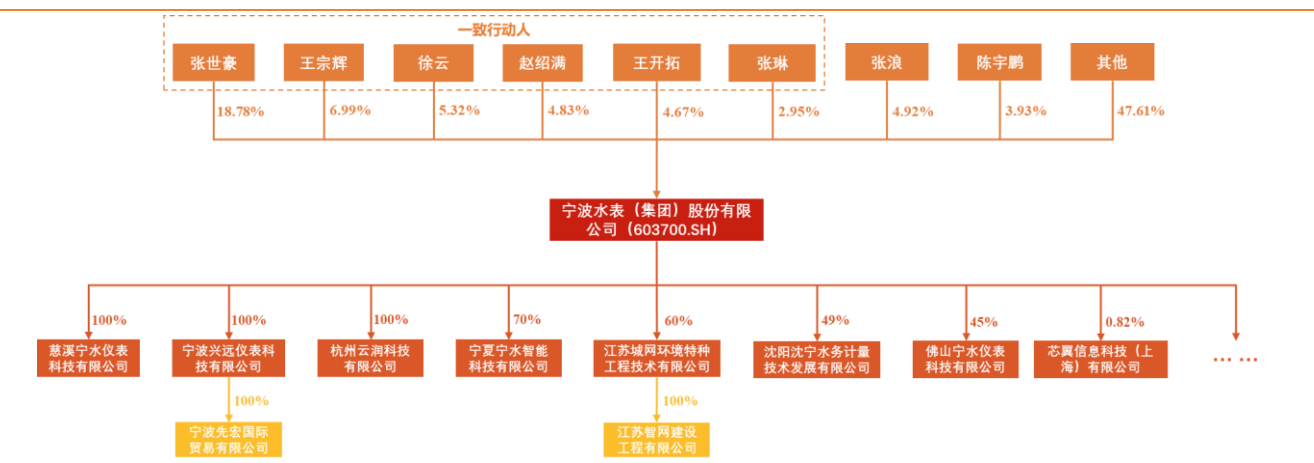 一致行动人
张世豪
王宗辉
徐云
赵绍满
王开拓
张琳
张浪
陈宇鹏
其他
18.78%
6.99%
5.32%
4.83%
4.67%
2.95%
4.92%
3.93%
47.61%
宁波水表（集团）股份有限
公司（603700.SH）
100%
100%
100%
70%
60%
49%
45%
0.82%
慈溪宁水仪表
科技有限公司
宁波兴远仪表科
技有限公司
杭州云润科技
有限公司
宁夏宁水智能
科技有限公司
江苏城网环境特种
工程技术有限公司
沈阳沈宁水务计量
技术发展有限公司
佛山宁水仪表
科技有限公司
芯翼信息科技（上
海）有限公司
… …
100%
100%
宁波先宏国际
贸易有限公司
江苏智网建设
工程有限公司